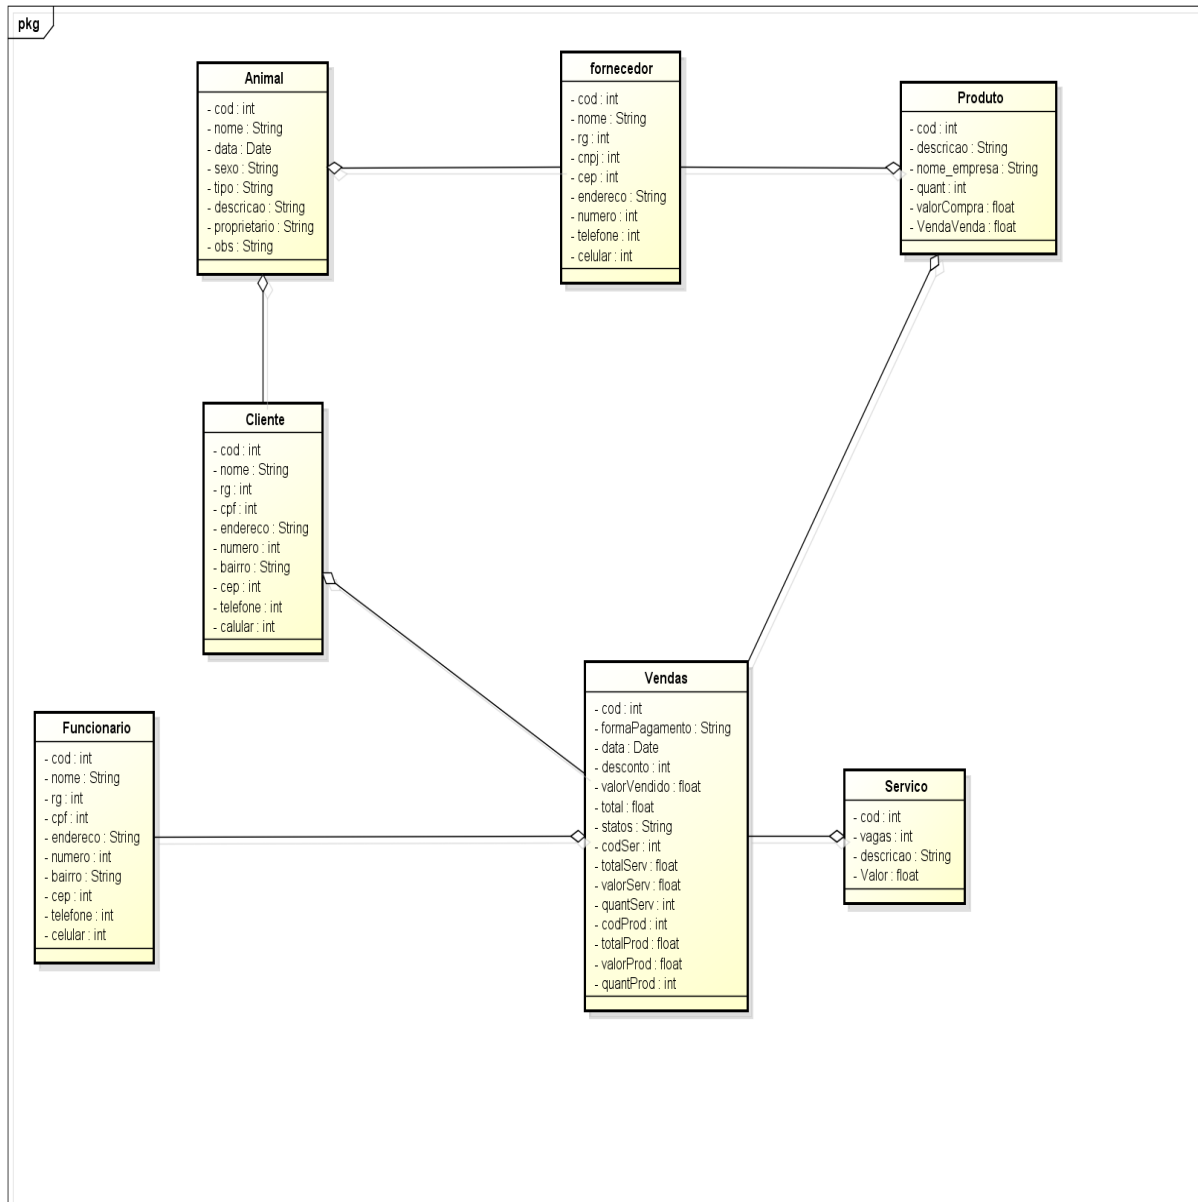 pkg
Animal
- cod : int
- nome : String
- data : Date
- sexo : String
- tipo : String
- descricao : String
- proprietario : String
- obs : String
fornecedor
- cod : int
- nome : String
- rg : int
- cnpj : int
- cep : int
- endereco : String
- numero : int
- telefone : int
- celular : int
Produto
- cod : int
- descricao : String
- nome_empresa : String
- quant : int
- valorCompra : float
- VendaVenda : float
Cliente
- cod : int
- nome : String
- rg : int
- cpf : int
- endereco : String
- numero : int
- bairro : String
- cep : int
- telefone : int
- calular : int
Funcionario
- cod : int
- nome : String
- rg : int
- cpf : int
- endereco : String
- numero : int
- bairro : String
- cep : int
- telefone : int
- celular : int
Vendas
- cod : int
- formaPagamento : String
- data : Date
- desconto : int
- valorVendido : float
- total : float
- statos : String
- codSer : int
- totalServ : float
- valorServ : float
- quantServ : int
- codProd : int
- totalProd : float
- valorProd : float
- quantProd : int
Servico
- cod : int
- vagas : int
- descricao : String
- Valor : float